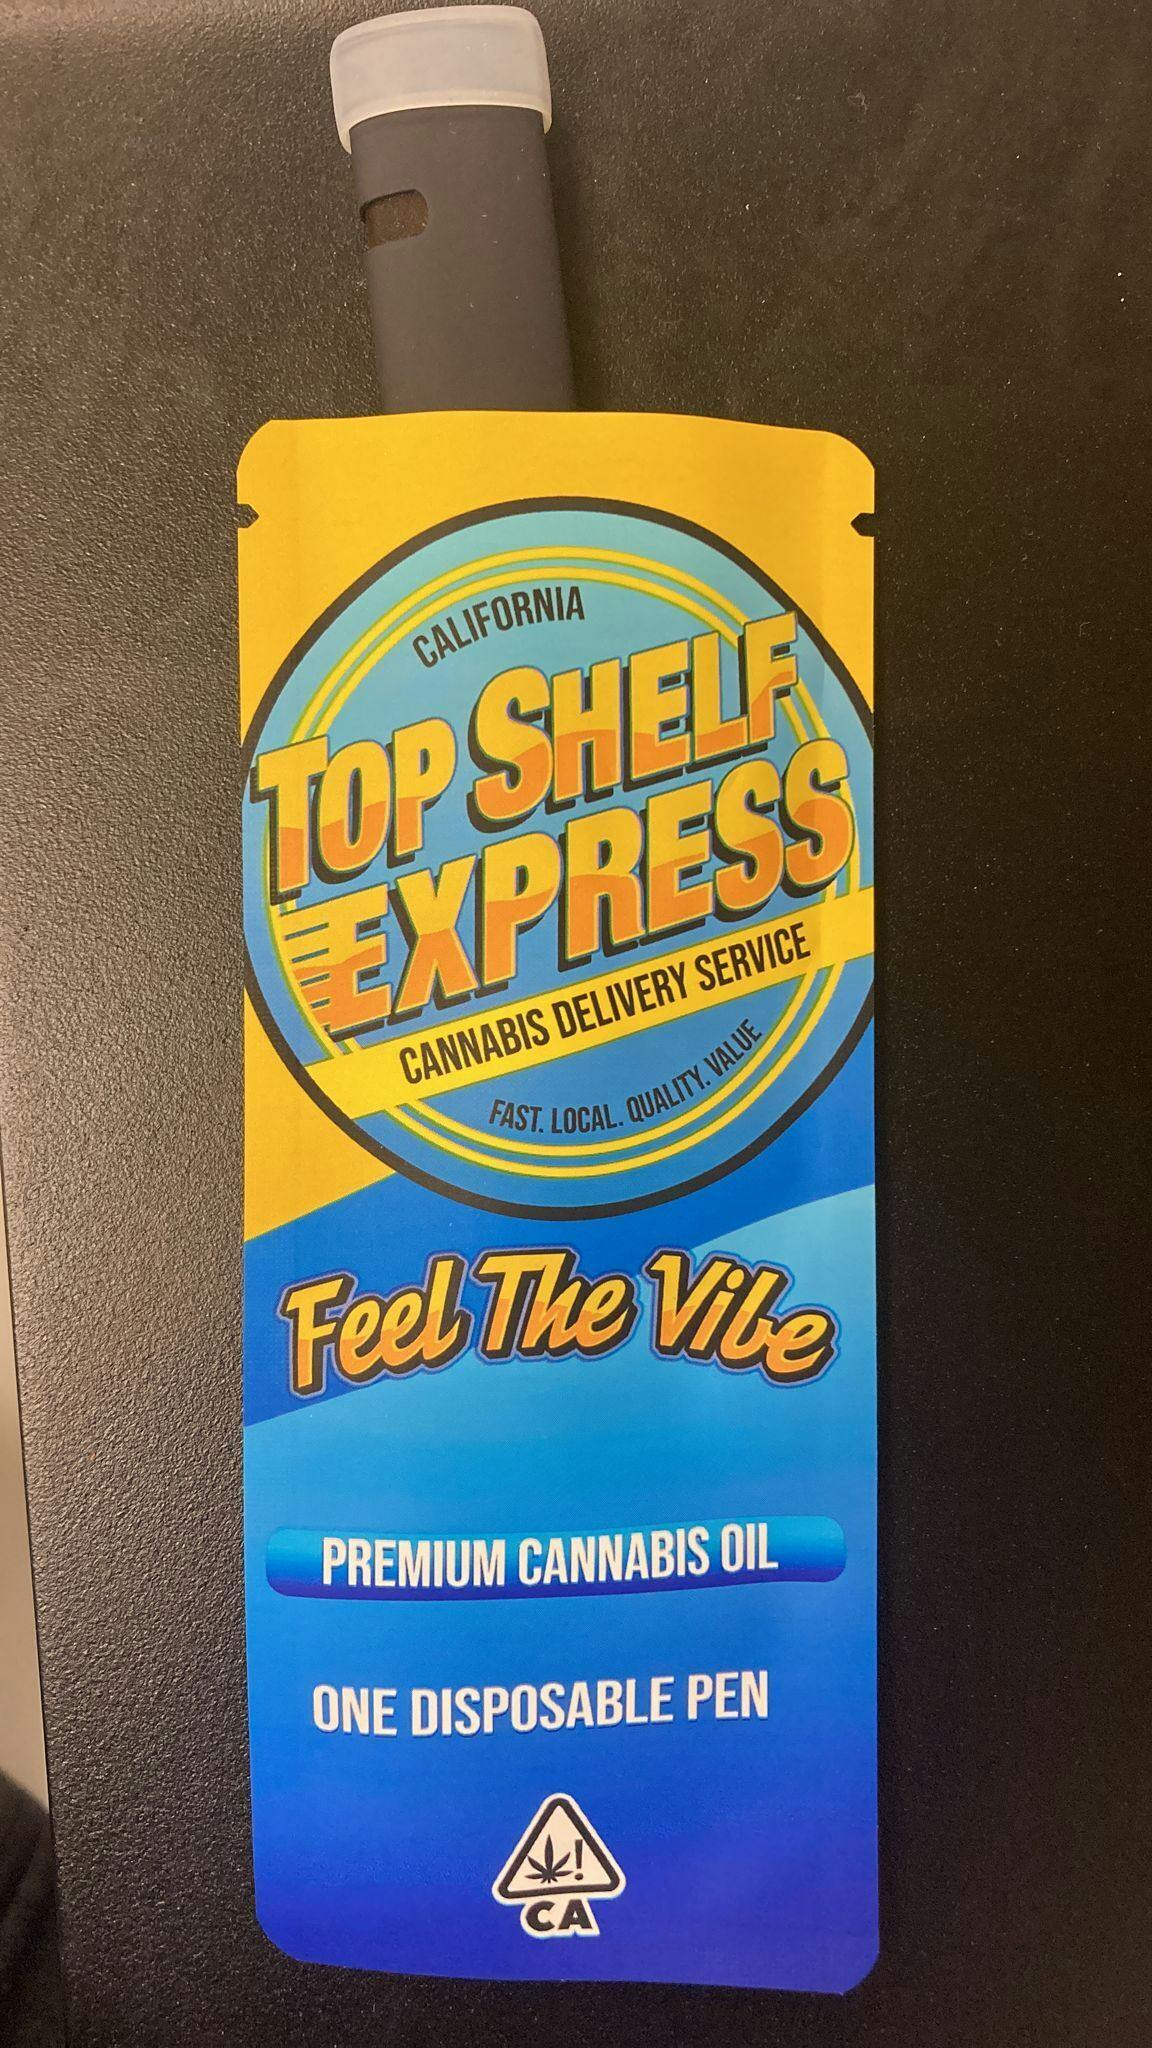 CALIFORNIA
TOP SHELF
EXPRESS
CANNABIS DELIVERY SERVICE
FAST. LOCAL. QUALITY. VALUE
Feel The Vibe
PREMIUM CANNABIS OIL
ONE DISPOSABLE PEN
!
CA